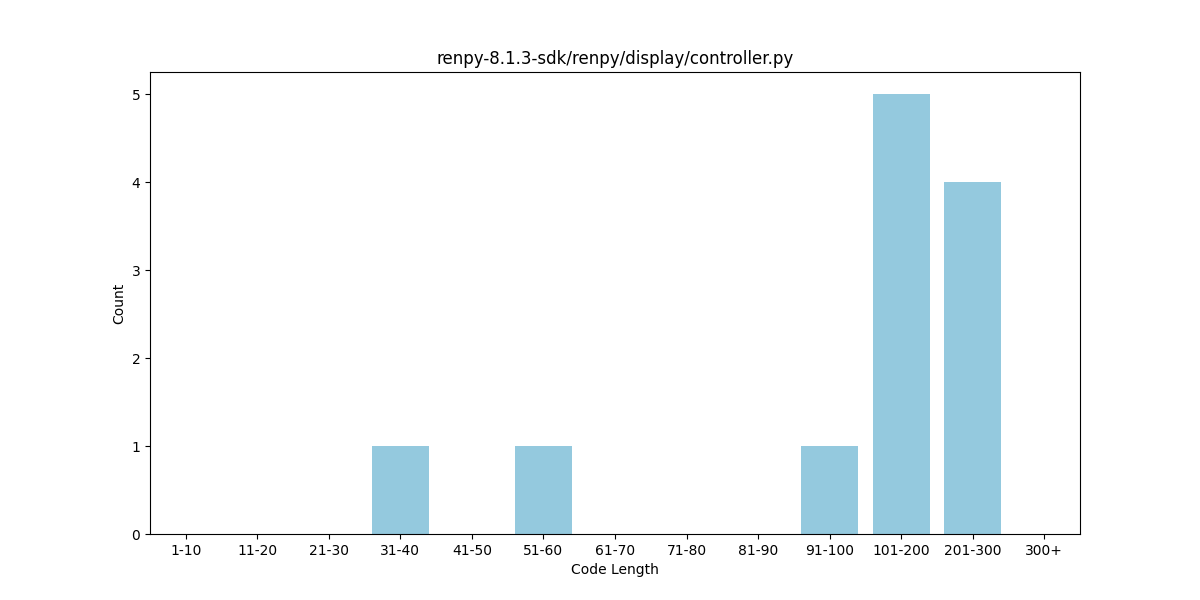 renpy-8.1.3-sdk/renpy/display/controller.py
Count
5
4
3
2
1
0
1-10 11-20 21-30 31-40 41-50 51-60 61-70 71-80 81-90 91-100 101-200 201-300 300+
Code Length